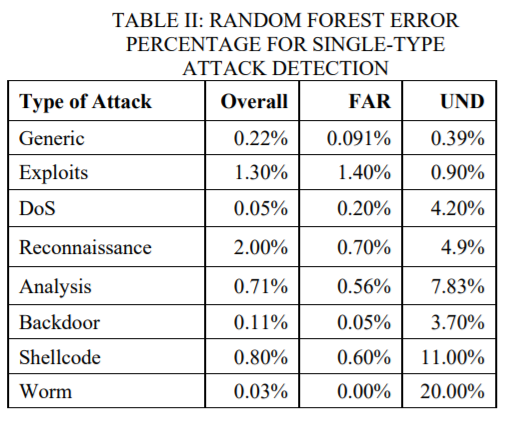 TABLE II: RANDOM FOREST ERROR
PERCENTAGE FOR SINGLE-TYPE
ATTACK DETECTION
Type of Attack Overall FAR UND
Generic 0.22% 0.091% 0.39%
Exploits 1.30% 1.40% 0.90%
DoS 0.05% 0.20% 4.20%
Reconnaissance 2.00% 0.70% 4.9%
Analysis 0.71% 0.56% 7.83%
Backdoor 0.11% 0.05% 3.70%
Shellcode 0.80% 0.60% 11.00%
Worm 0.03% 0.00% 20.00%